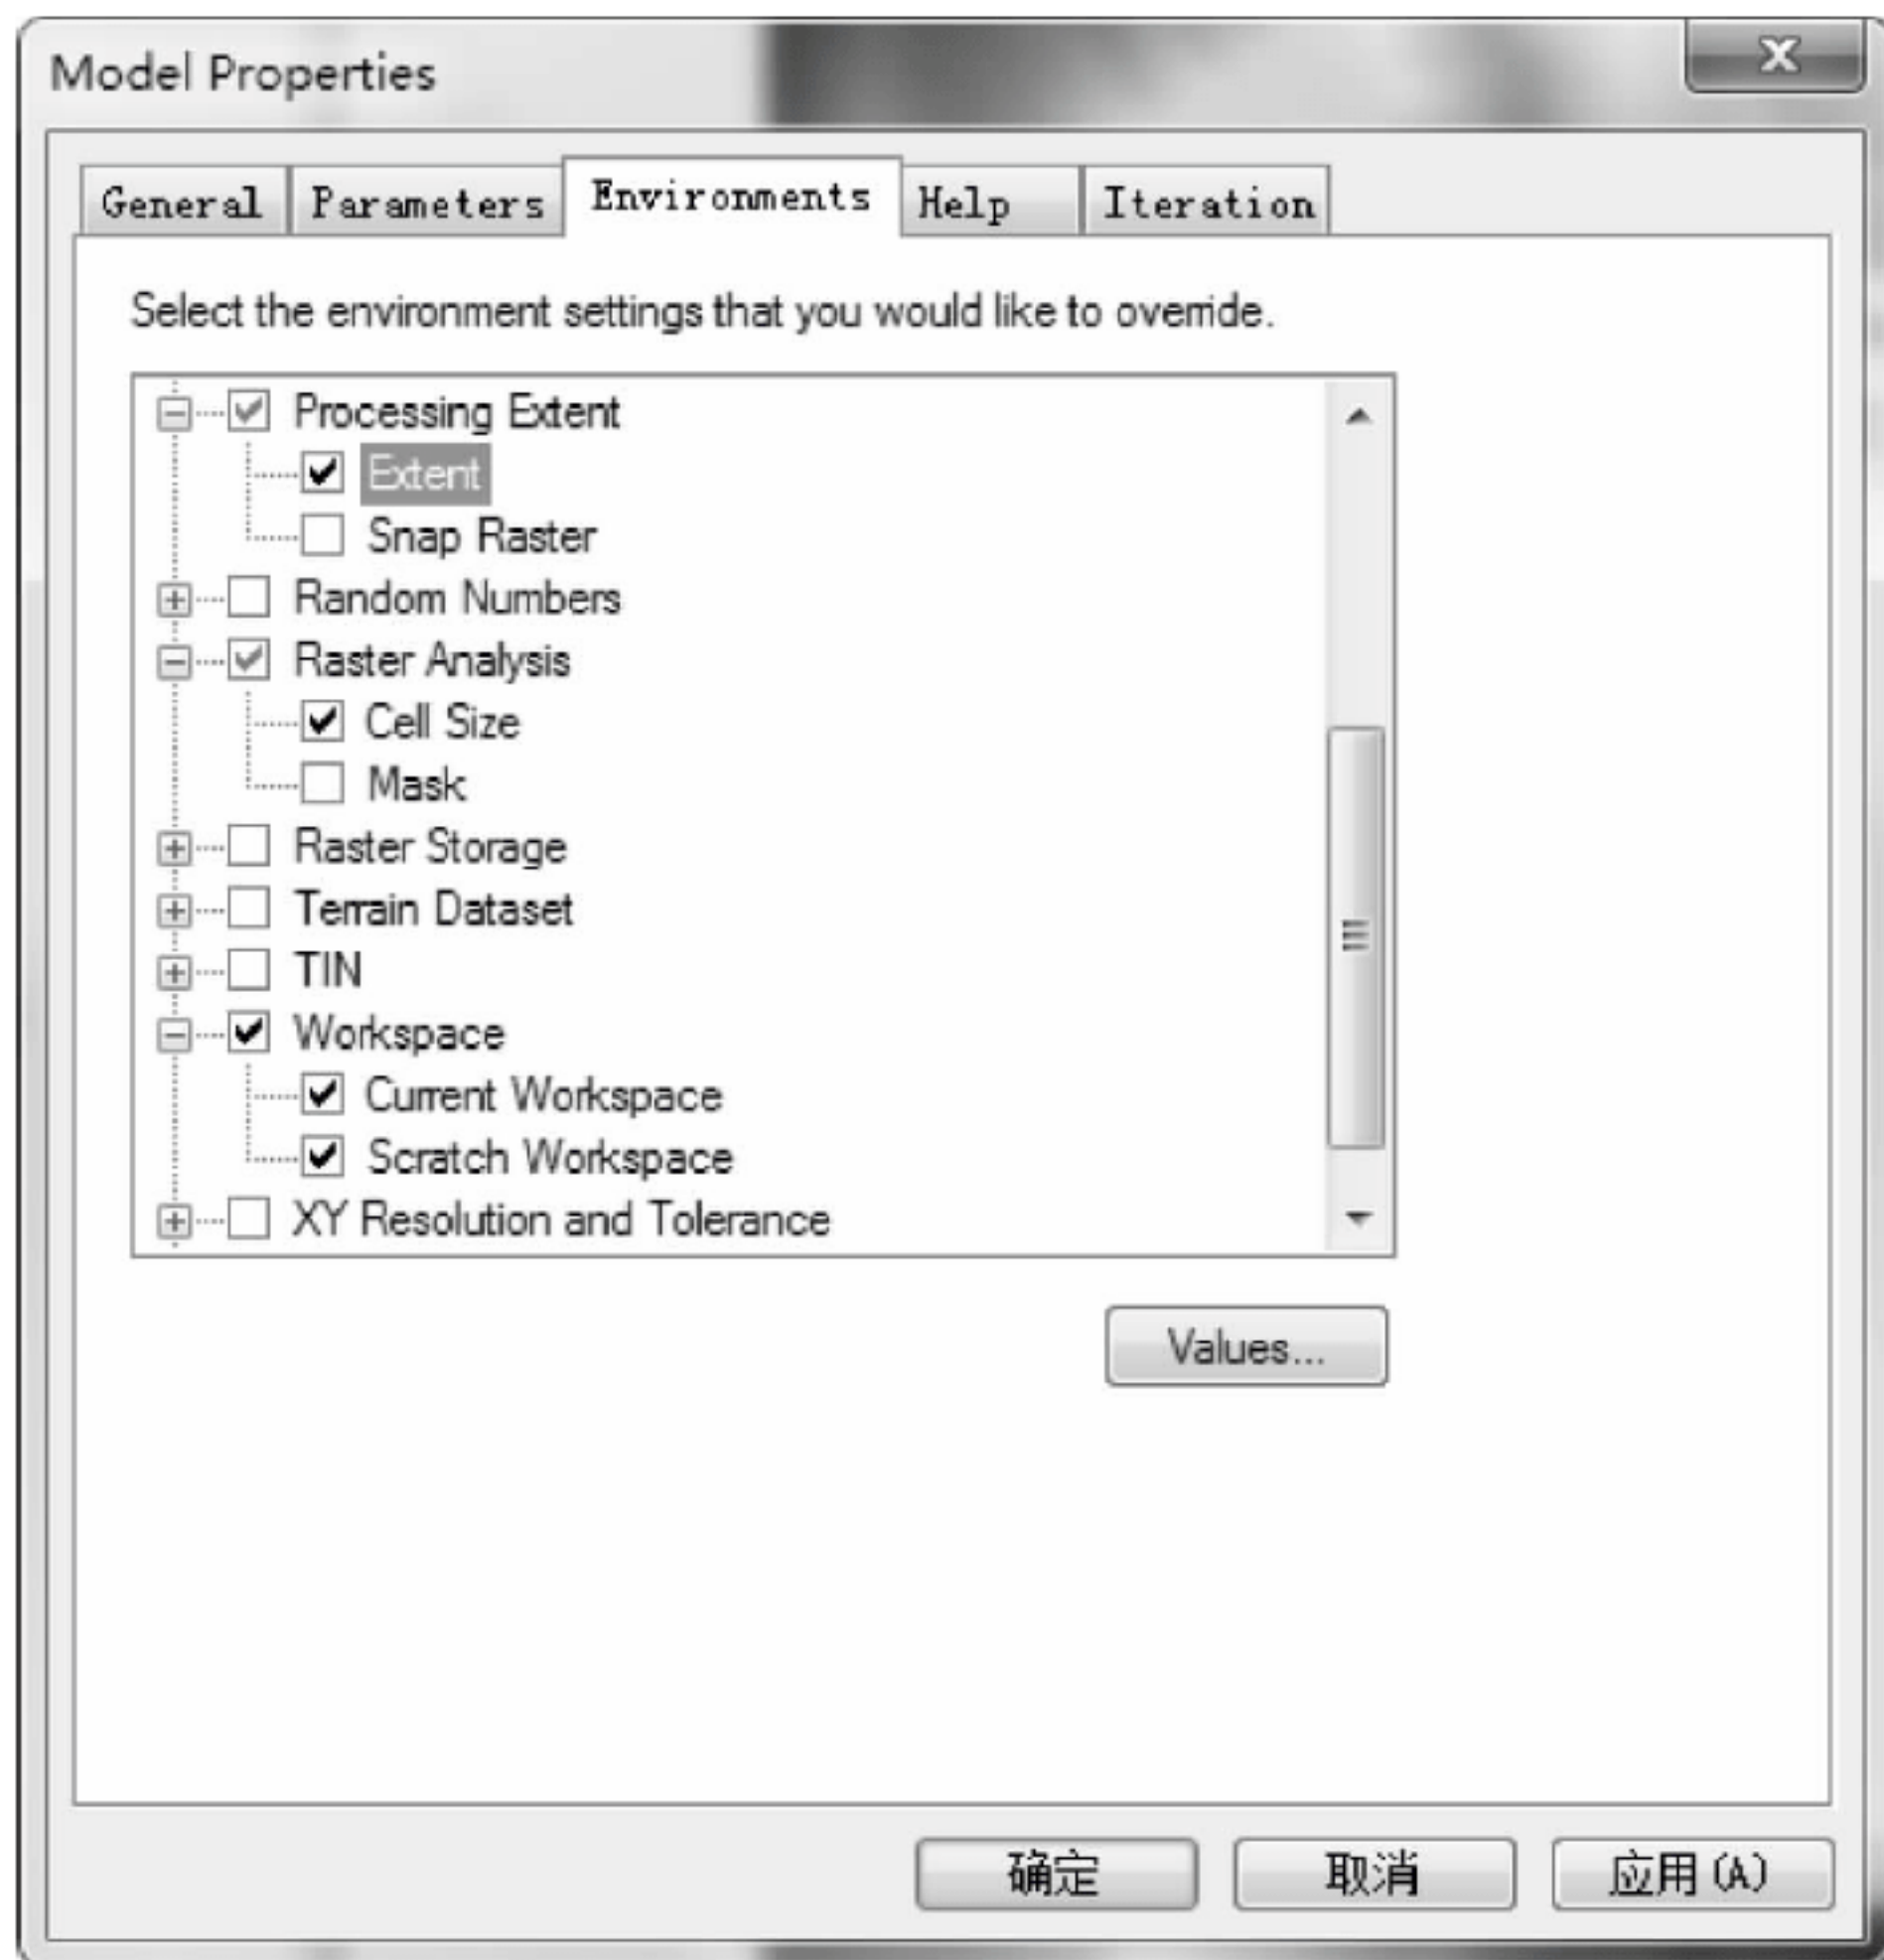 Model Properties
General Parameters Environments Help Iteration
Select the environment settings that you would like to override.
Processing Extent
Extent
Snap Raster
Random Numbers
Raster Analysis
Cell Size
Mask
Raster Storage
Terrain Dataset
TIN
Workspace
Current Workspace
Scratch Workspace
XY Resolution and Tolerance
Values...
确定 取消 应用(A)